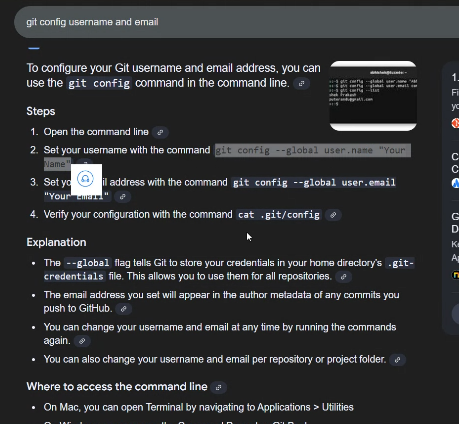 git config username and email
To configure your Git username and email address, you can
use the git config command in the command line.
Steps
1. Open the command line
2. Set your username with the command git config --global user.name "Your
Name"
3. Set yo il address with the command git config --global user.email
"Your Email"
4. Verify your configuration with the command cat .git/config
Explanation
• The --global flag tells Git to store your credentials in your home directory's .git-
credentials file. This allows you to use them for all repositories.
• The email address you set will appear in the author metadata of any commits you
push to GitHub.
• You can change your username and email at any time by running the commands
again.
• You can also change your username and email per repository or project folder.
Where to access the command line
• On Mac, you can open Terminal by navigating to Applications > Utilities